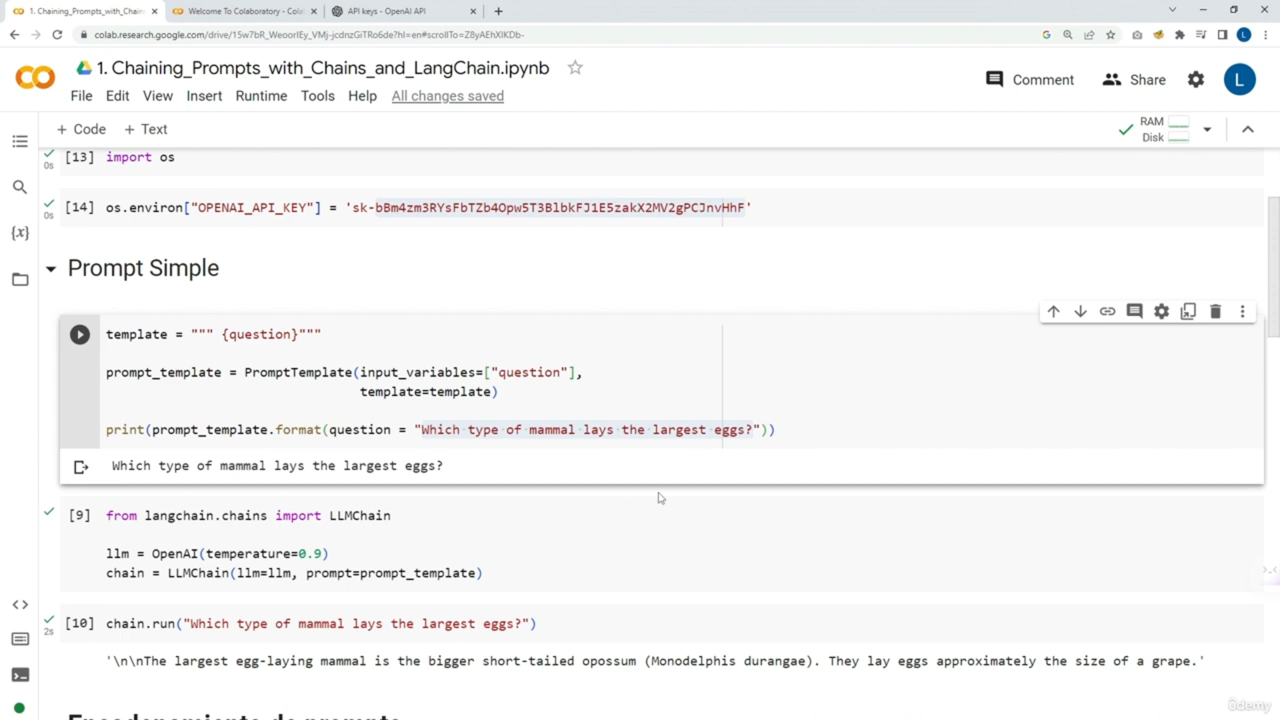 1. Chaining_Prompts_with_Chain
Welcome To Colaboratory - Cola
API keys - OpenAI API
colab.research.google.com/drive/15w7bR_WeoorIEy_VMj-jcdnzGiTRo6de?hl=en#scrollTo=Z8yAEhXIKDb-
1. Chaining_Prompts_with_Chains_and_LangChain.ipynb
Comment
Share
L
File Edit View Insert Runtime Tools Help All changes saved
+ Code + Text
RAM
Disk
[13] import os
0s
[14] os.environ["OPENAI_API_KEY"] = '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'
0s
Prompt Simple
template = """ {question}"""
prompt_template = PromptTemplate(input_variables=["question"],
template=template)
print(prompt_template.format(question = "Which type of mammal lays the largest eggs?"))
Which type of mammal lays the largest eggs?
[9] from langchain.chains import LLMChain
llm = OpenAI(temperature=0.9)
chain = LLMChain(llm=llm, prompt=prompt_template)
[10] chain.run("Which type of mammal lays the largest eggs?")
2s
'\n\nThe largest egg-laying mammal is the bigger short-tailed opossum (Monodelphis durangae). They lay eggs approximately the size of a grape.'
Encadenamiento de prompts
ûdemy